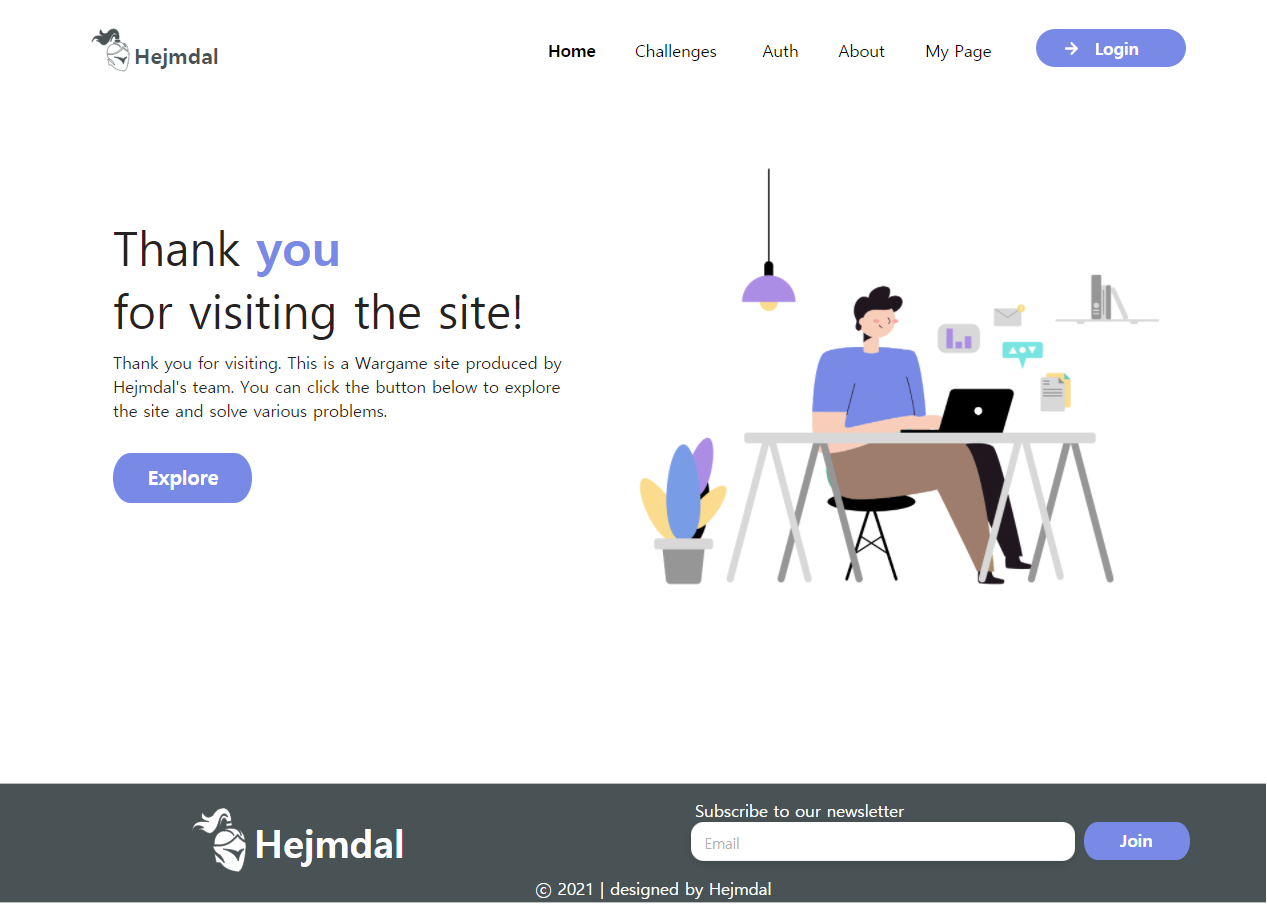 Hejmdal
Home Challenges Auth About My Page Login
Thank you
for visiting the site!
Thank you for visiting. This is a Wargame site produced by
Hejmdal's team. You can click the button below to explore
the site and solve various problems.
Explore
Hejmdal
Subscribe to our newsletter
Email
Join
ⓒ 2021 | designed by Hejmdal